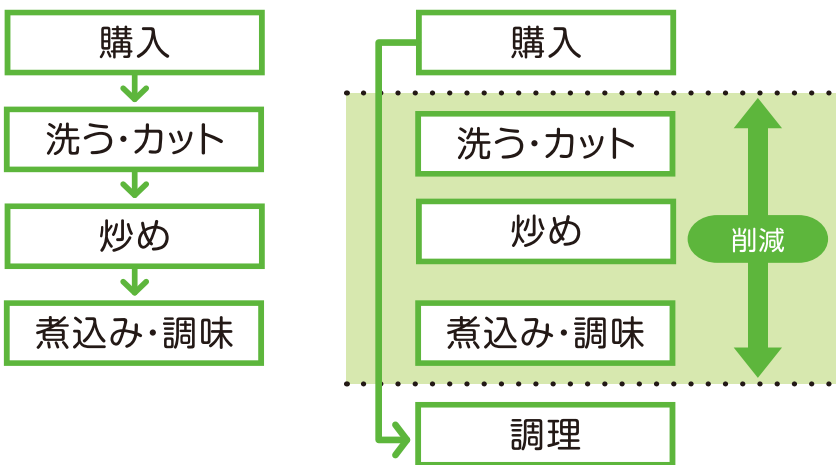 購入
洗う・カット
炒め
煮込み・調味
購入
洗う・カット
炒め
煮込み・調味
削減
調理